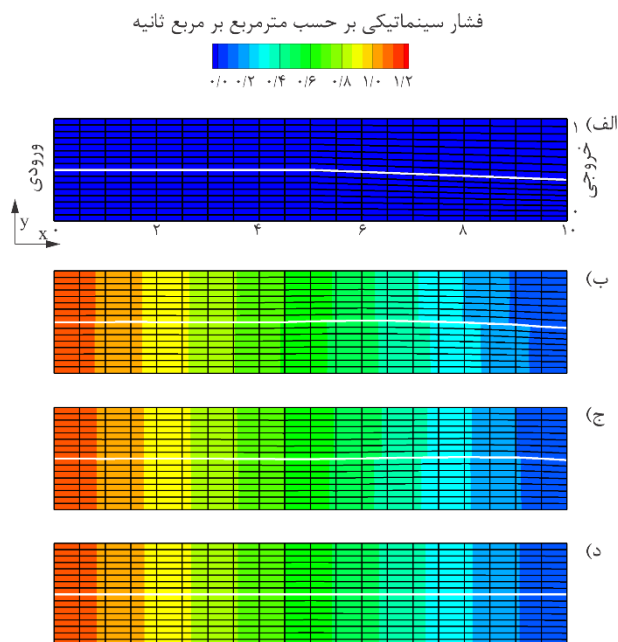 فشار سینماتیکی بر حسب مترمربع بر مربع ثانیه
۰/۰ ۰/۲ ۰/۴ ۰/۶ ۰/۸ ۱/۰ ۱/۲
الف)
۱
ورودی
خروجی
۰
y
x
۰ ۲ ۴ ۶ ۸ ۱۰
ب)
ج)
د)